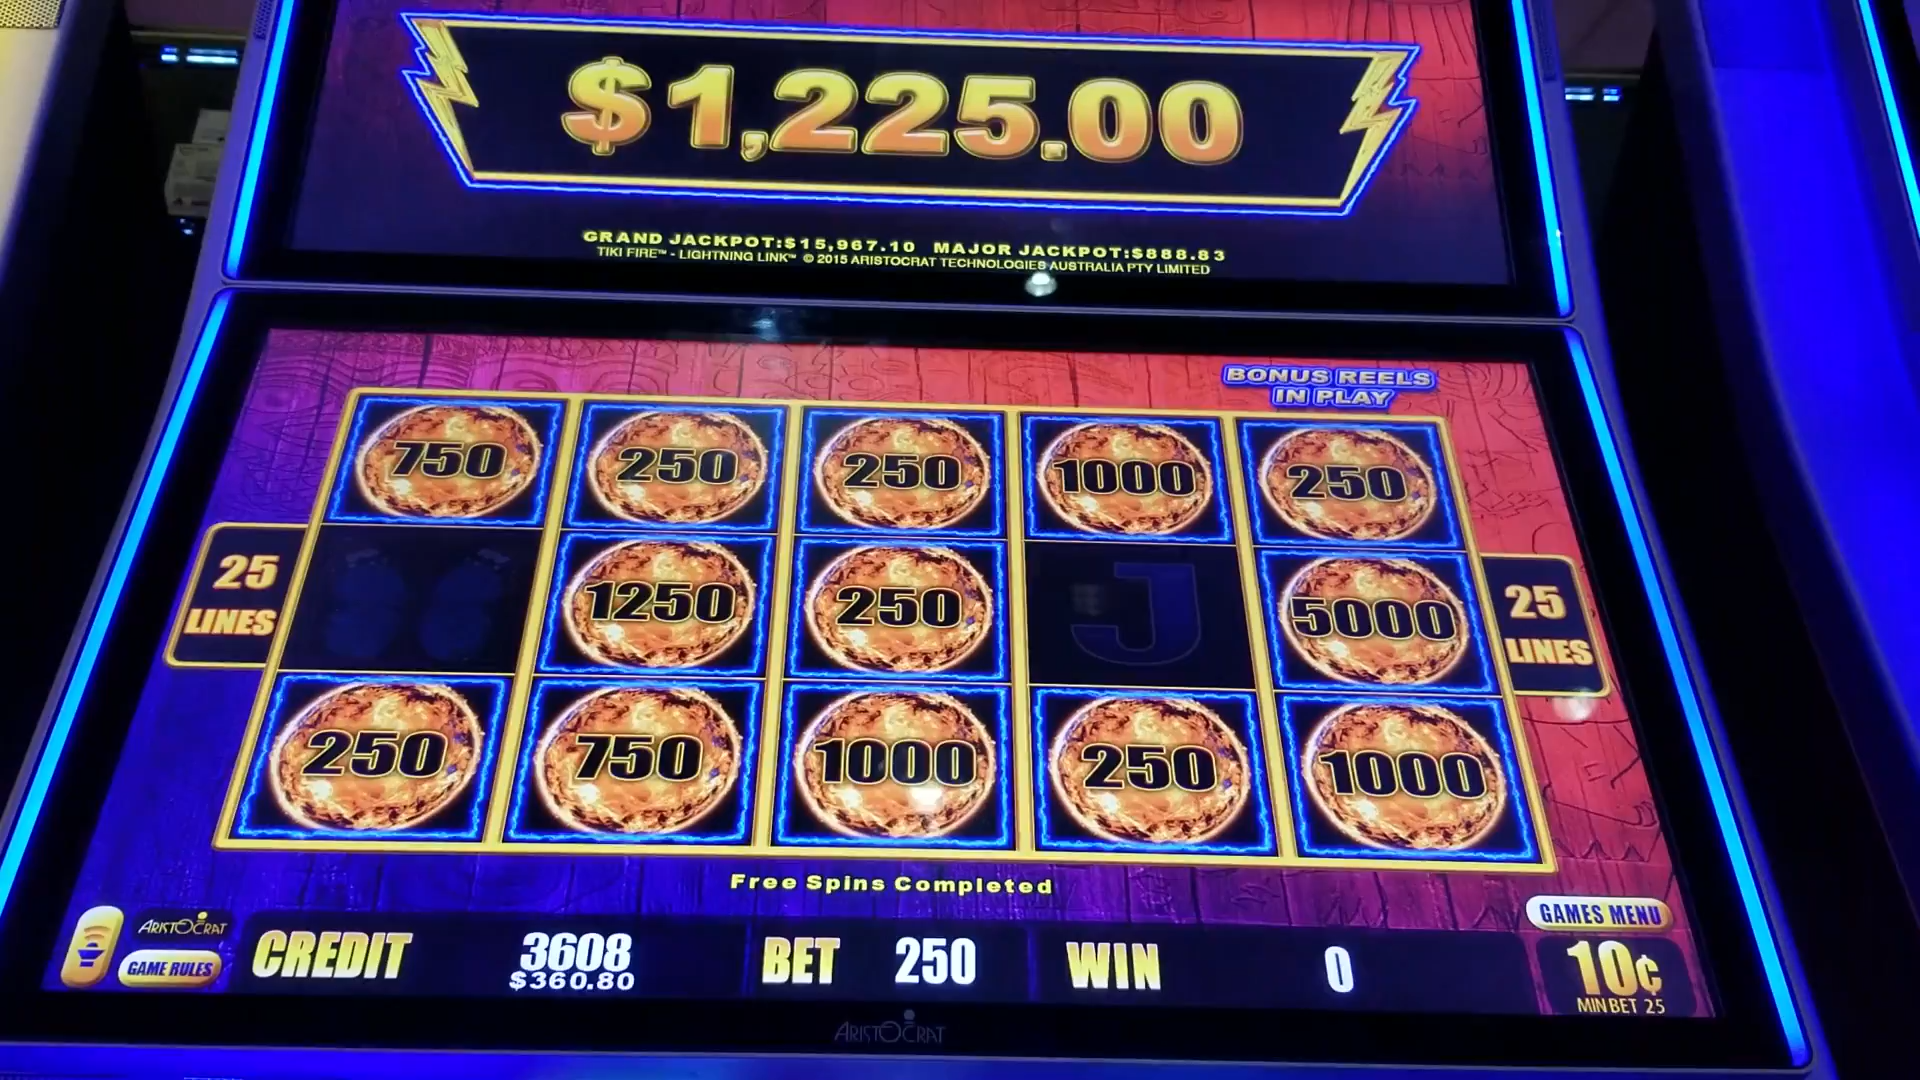 $1,225.00
GRAND JACKPOT:$15,967.10 MAJOR JACKPOT:$888.83
TIKI FIRE™ - LIGHTNING LINK™ © 2015 ARISTOCRAT TECHNOLOGIES AUSTRALIA PTY LIMITED
BONUS REELS
IN PLAY
750 250 250 1000 250
25
LINES
1250 250 J 5000
25
LINES
250 750 1000 250 1000
Free Spins Completed
ARISTOCRAT
GAME RULES
CREDIT 3608
$360.80
BET 250
WIN 0
GAMES MENU
10¢
MIN BET 25
ARISTOCRAT